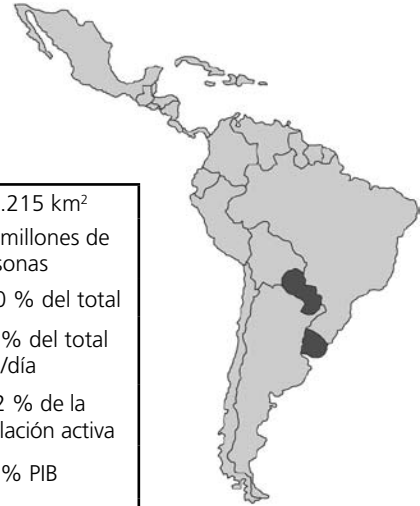 .215 km²
millones de
sonas
0 % del total
% del total
/día
2 % de la
lación activa
% PIB